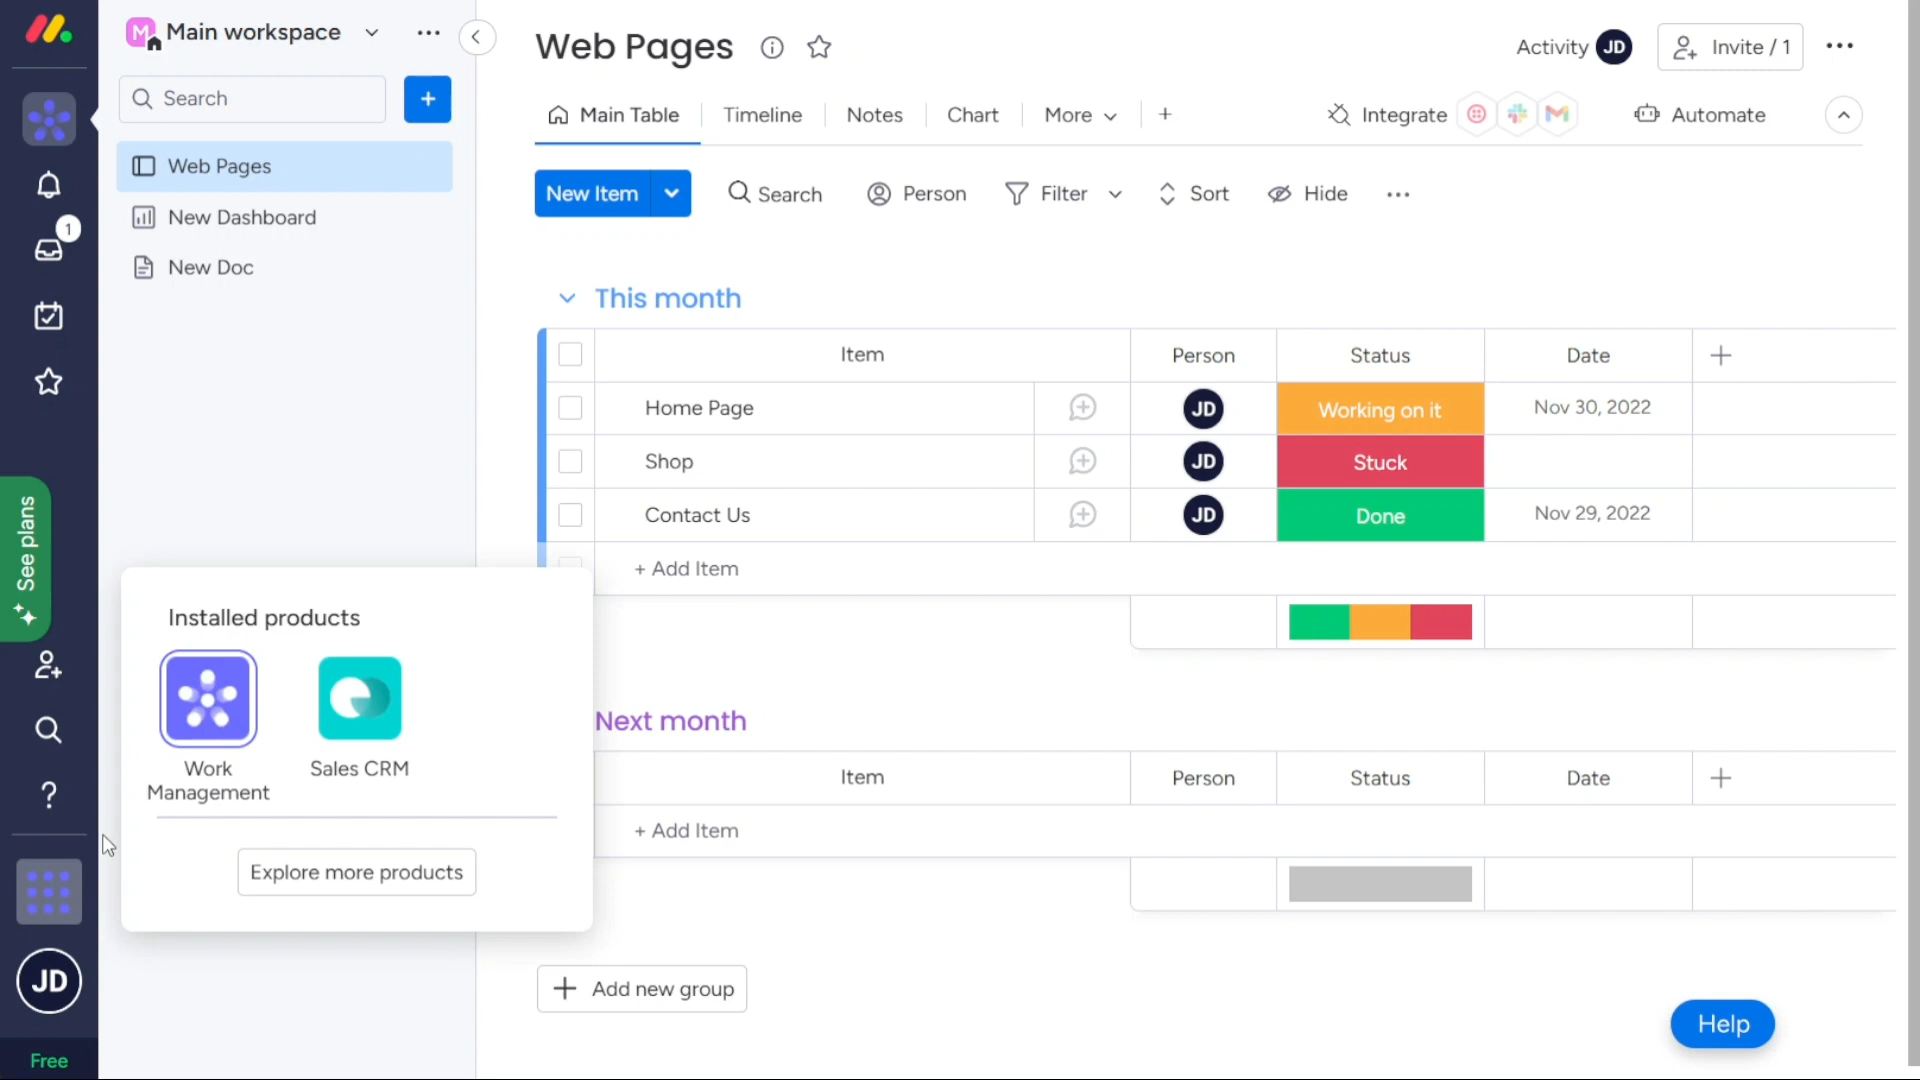 M Main workspace
Search
Web Pages
New Dashboard
New Doc
1
See plans
Installed products
Work
Management
Sales CRM
Explore more products
JD
Free
Web Pages
Activity JD
Invite / 1
Main Table
Timeline
Notes
Chart
More
Integrate
Automate
New Item
Search
Person
Filter
Sort
Hide
This month
Item Person Status Date
Home Page JD Working on it Nov 30, 2022
Shop JD Stuck
Contact Us JD Done Nov 29, 2022
+ Add Item
Next month
Item Person Status Date
+ Add Item
+ Add new group
Help